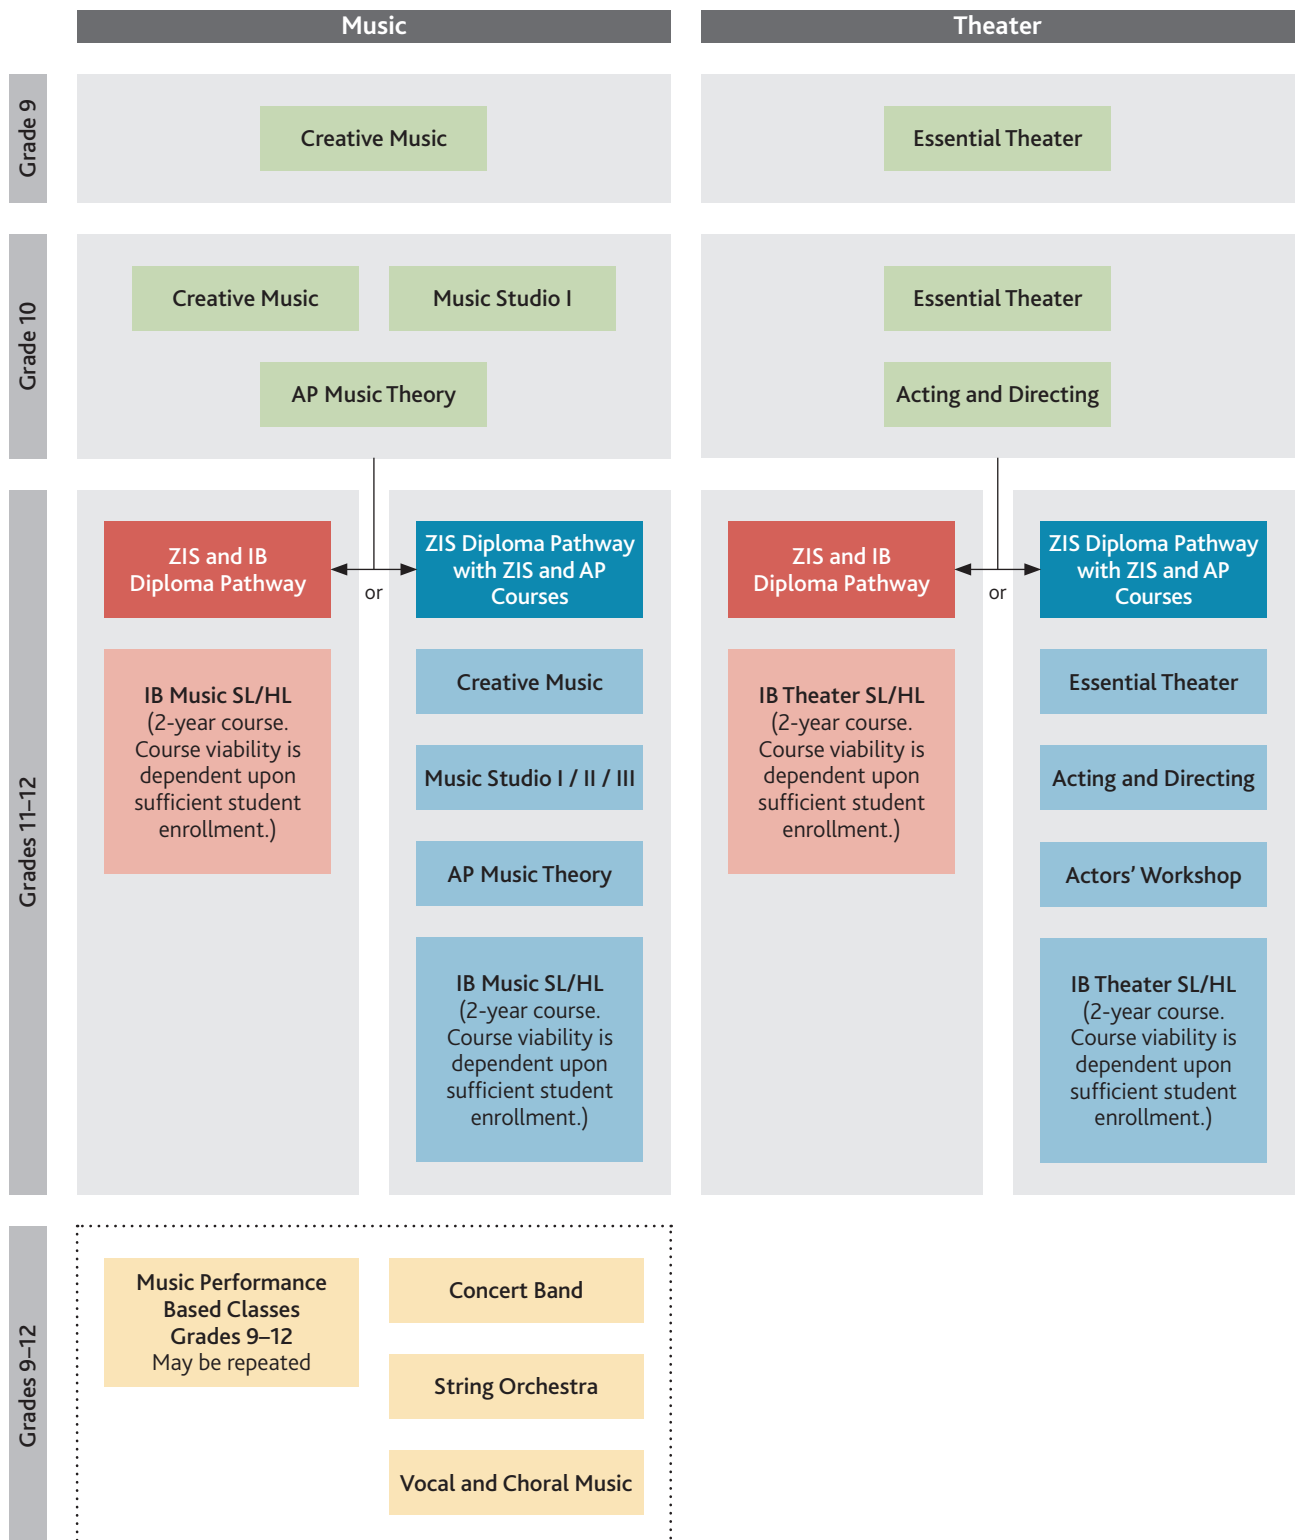 Music
Theater
Grade 9
Creative Music
Essential Theater
Grade 10
Creative Music
Music Studio I
AP Music Theory
Essential Theater
Acting and Directing
Grades 11–12
ZIS and IB
Diploma Pathway
or
ZIS Diploma Pathway
with ZIS and AP
Courses
IB Music SL/HL
(2-year course.
Course viability is
dependent upon
sufficient student
enrollment.)
Creative Music
Music Studio I / II / III
AP Music Theory
IB Music SL/HL
(2-year course.
Course viability is
dependent upon
sufficient student
enrollment.)
ZIS and IB
Diploma Pathway
or
ZIS Diploma Pathway
with ZIS and AP
Courses
IB Theater SL/HL
(2-year course.
Course viability is
dependent upon
sufficient student
enrollment.)
Essential Theater
Acting and Directing
Actors’ Workshop
IB Theater SL/HL
(2-year course.
Course viability is
dependent upon
sufficient student
enrollment.)
Grades 9–12
Music Performance
Based Classes
Grades 9–12
May be repeated
Concert Band
String Orchestra
Vocal and Choral Music